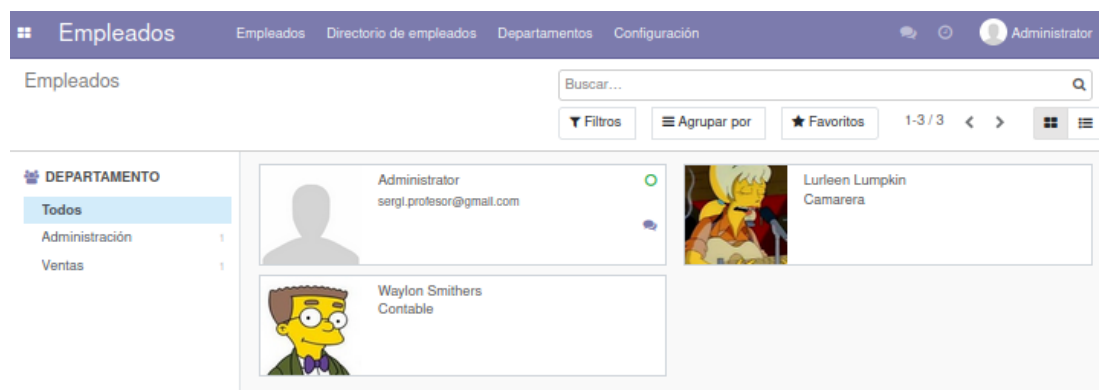 Empleados Empleados Directorio de empleados Departamentos Configuración Administrator
Empleados
Buscar...
Filtros Agrupar por Favoritos 1-3 / 3
DEPARTAMENTO
Todos
Administración 1
Ventas 1
Administrator
sergi.profesor@gmail.com
Lurleen Lumpkin
Camarera
Waylon Smithers
Contable